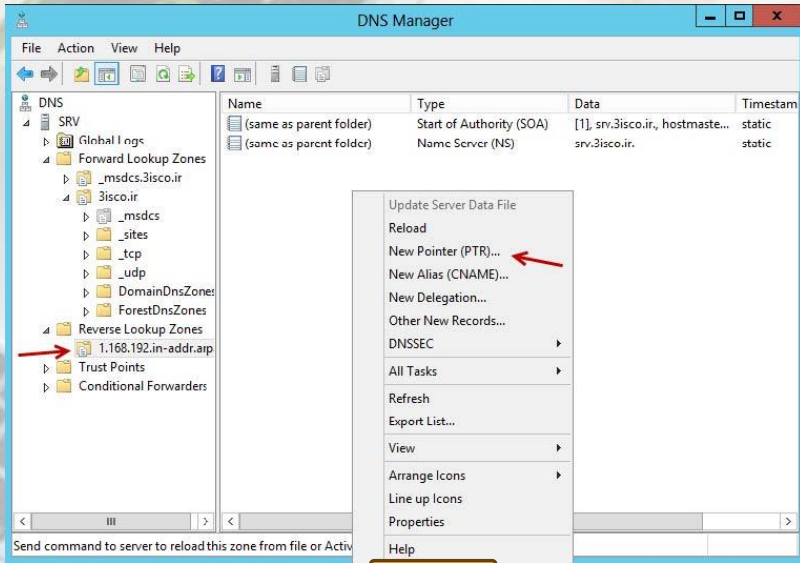 DNS Manager
File Action View Help
DNS
SRV
Global Logs
Forward Lookup Zones
_msdcs.3isco.ir
3isco.ir
_msdcs
_sites
_tcp
_udp
DomainDnsZones
ForestDnsZones
Reverse Lookup Zones
1.168.192.in-addr.arp
Trust Points
Conditional Forwarders
Name Type Data Timestam
(same as parent folder) Start of Authority (SOA) [1], srv.3isco.ir., hostmaste... static
(same as parent folder) Name Server (NS) srv.3isco.ir. static
Update Server Data File
Reload
New Pointer (PTR)...
New Alias (CNAME)...
New Delegation...
Other New Records...
DNSSEC
All Tasks
Refresh
Export List...
View
Arrange Icons
Line up Icons
Properties
Help
Send command to server to reload this zone from file or Activ